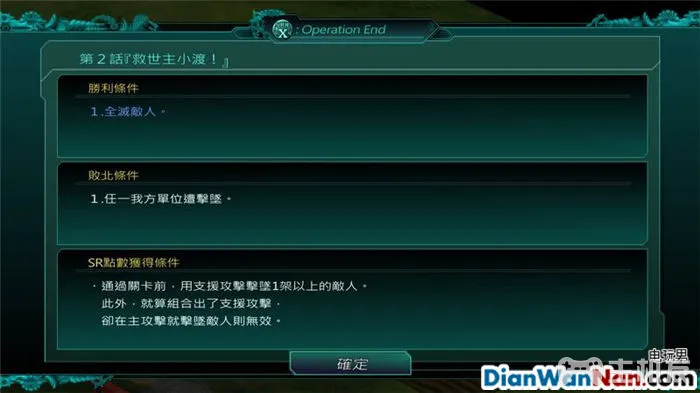 X : Operation End
第２話『救世主小渡！』
勝利條件
１.全滅敵人。
敗北條件
１.任一我方單位遭擊墜。
SR點數獲得條件
・通過關卡前，用支援攻擊擊墜1架以上的敵人。
此外，就算組合出了支援攻擊，
卻在主攻擊就擊墜敵人則無效。
確定
电玩男
DianWanNan.com